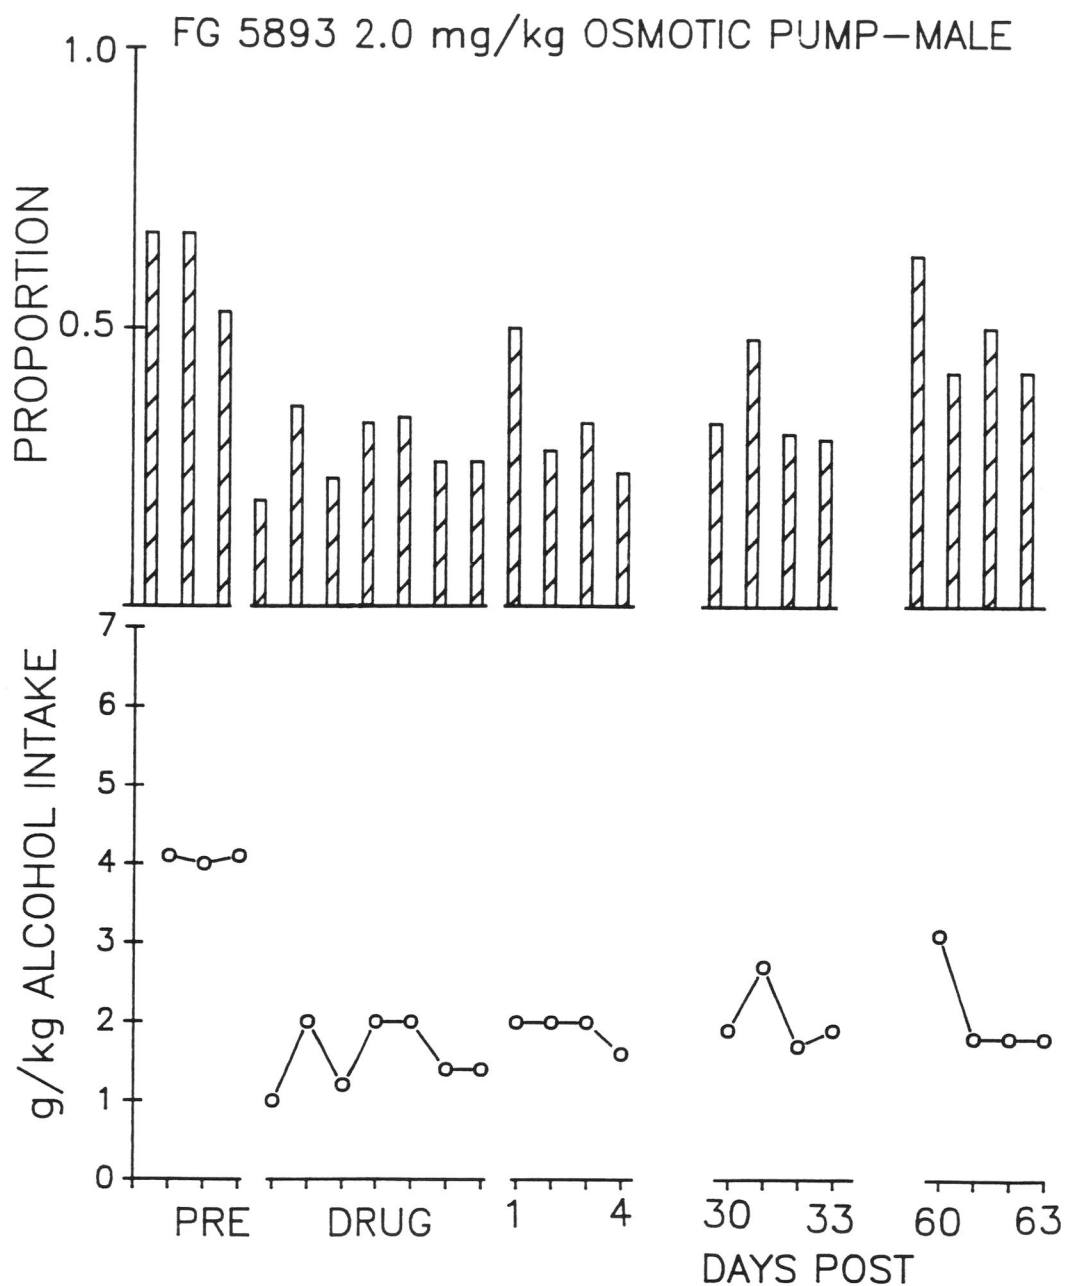 FG 5893 2.0 mg/kg OSMOTIC PUMP-MALE
1.0
PROPORTION
0.5
7
6
5
4
3
2
1
0
g/kg ALCOHOL INTAKE
PRE DRUG 1 4 30 33 60 63
DAYS POST